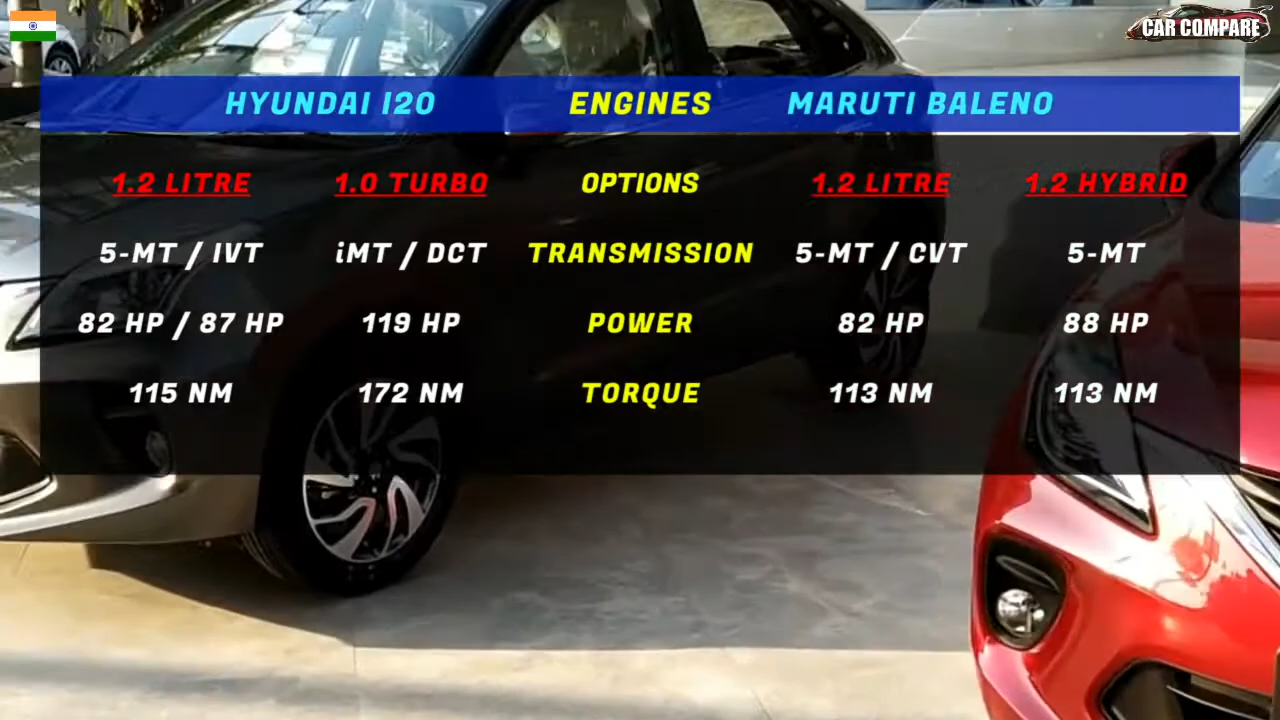 CAR COMPARE
HYUNDAI I20 ENGINES MARUTI BALENO
1.2 LITRE 1.0 TURBO OPTIONS 1.2 LITRE 1.2 HYBRID
5-MT / IVT iMT / DCT TRANSMISSION 5-MT / CVT 5-MT
82 HP / 87 HP 119 HP POWER 82 HP 88 HP
115 NM 172 NM TORQUE 113 NM 113 NM